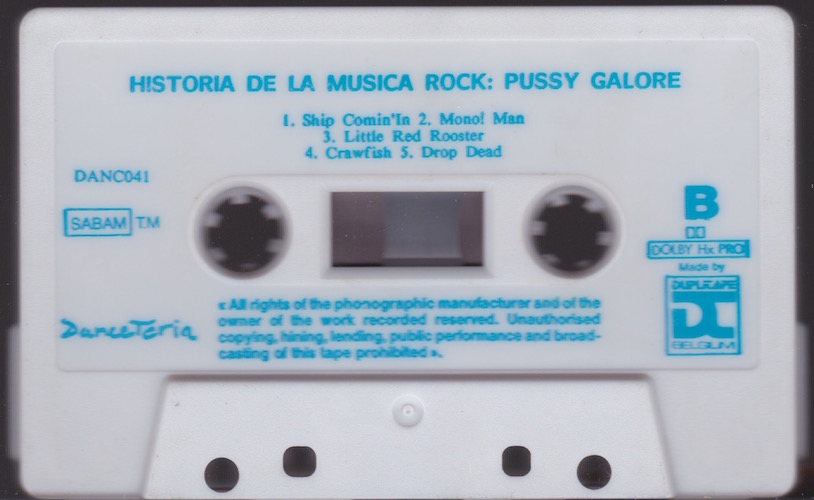 HISTORIA DE LA MUSICA ROCK: PUSSY GALORE
1. Ship Comin'In 2. Mono! Man
3. Little Red Rooster
4. Crawfish 5. Drop Dead
DANC041
SABAM TM
B
DOLBY Hx PRO
Made by
DUPLICAPE
BELGIUM
DanceTeria
« All rights of the phonographic manufacturer and of the
owner of the work recorded reserved. Unauthorised
copying, hining, lending, public performance and broad-
casting of this tape prohibited ».